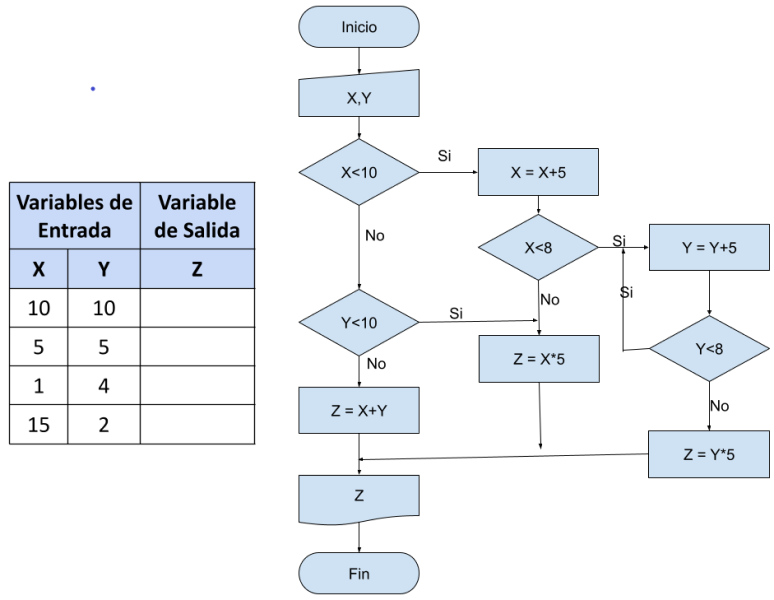 Inicio
X,Y
X<10
Si
X = X+5
No
X<8
Si
Y = Y+5
Si
No
Y<10
Si
No
Z = X*5
Y<8
No
Z = X+Y
Z = Y*5
Z
Fin
Variables de Entrada
Variable de Salida
X Y Z
10 10
5 5
1 4
15 2